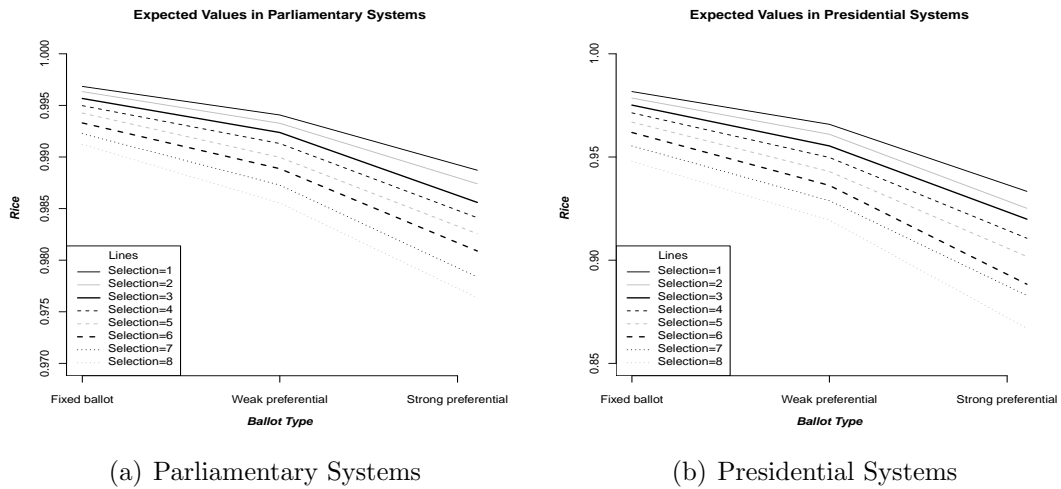 Expected Values in Parliamentary Systems
Rice
1.000
0.995
0.990
0.985
0.980
0.975
0.970
Lines
Selection=1
Selection=2
Selection=3
Selection=4
Selection=5
Selection=6
Selection=7
Selection=8
Fixed ballot
Weak preferential
Strong preferential
Ballot Type
(a) Parliamentary Systems
Expected Values in Presidential Systems
Rice
1.00
0.95
0.90
0.85
Lines
Selection=1
Selection=2
Selection=3
Selection=4
Selection=5
Selection=6
Selection=7
Selection=8
Fixed ballot
Weak preferential
Strong preferential
Ballot Type
(b) Presidential Systems